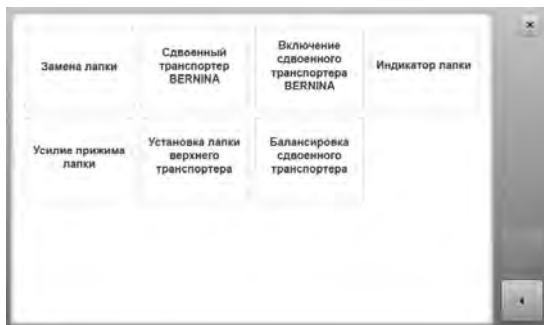 Замена лапки
Сдвоенный
транспортер
BERNINA
Включение
сдвоенного
транспортера
BERNINA
Индикатор лапки
Усилие прижима
лапки
Установка лапки
верхнего
транспортера
Балансировка
сдвоенного
транспортера